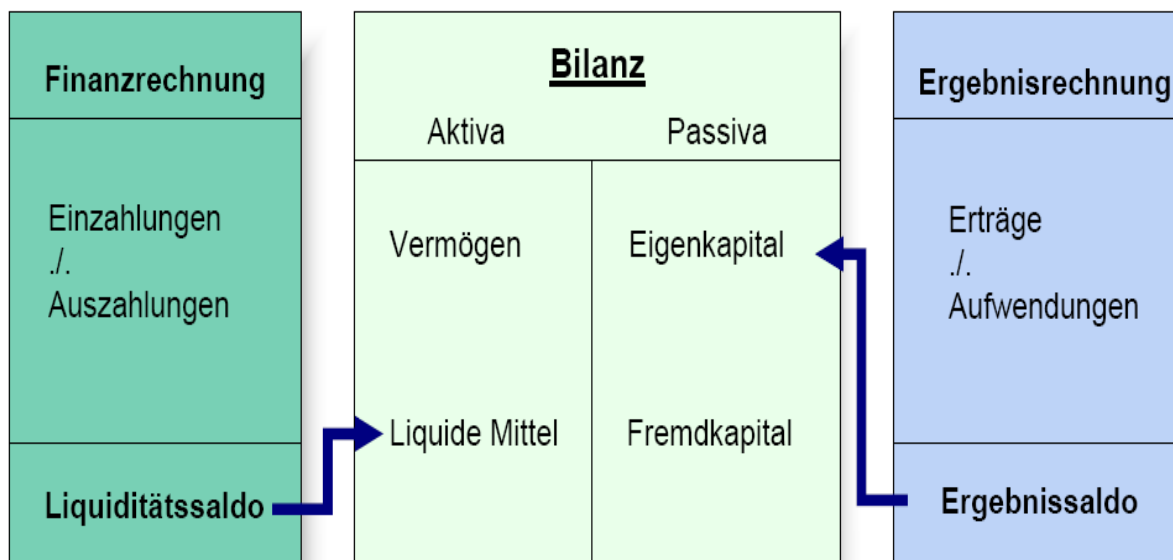 Finanzrechnung
Einzahlungen
./.
Auszahlungen
Liquiditätssaldo
Bilanz
Aktiva Passiva
Vermögen Eigenkapital
Liquide Mittel Fremdkapital
Ergebnisrechnung
Erträge
./.
Aufwendungen
Ergebnissaldo